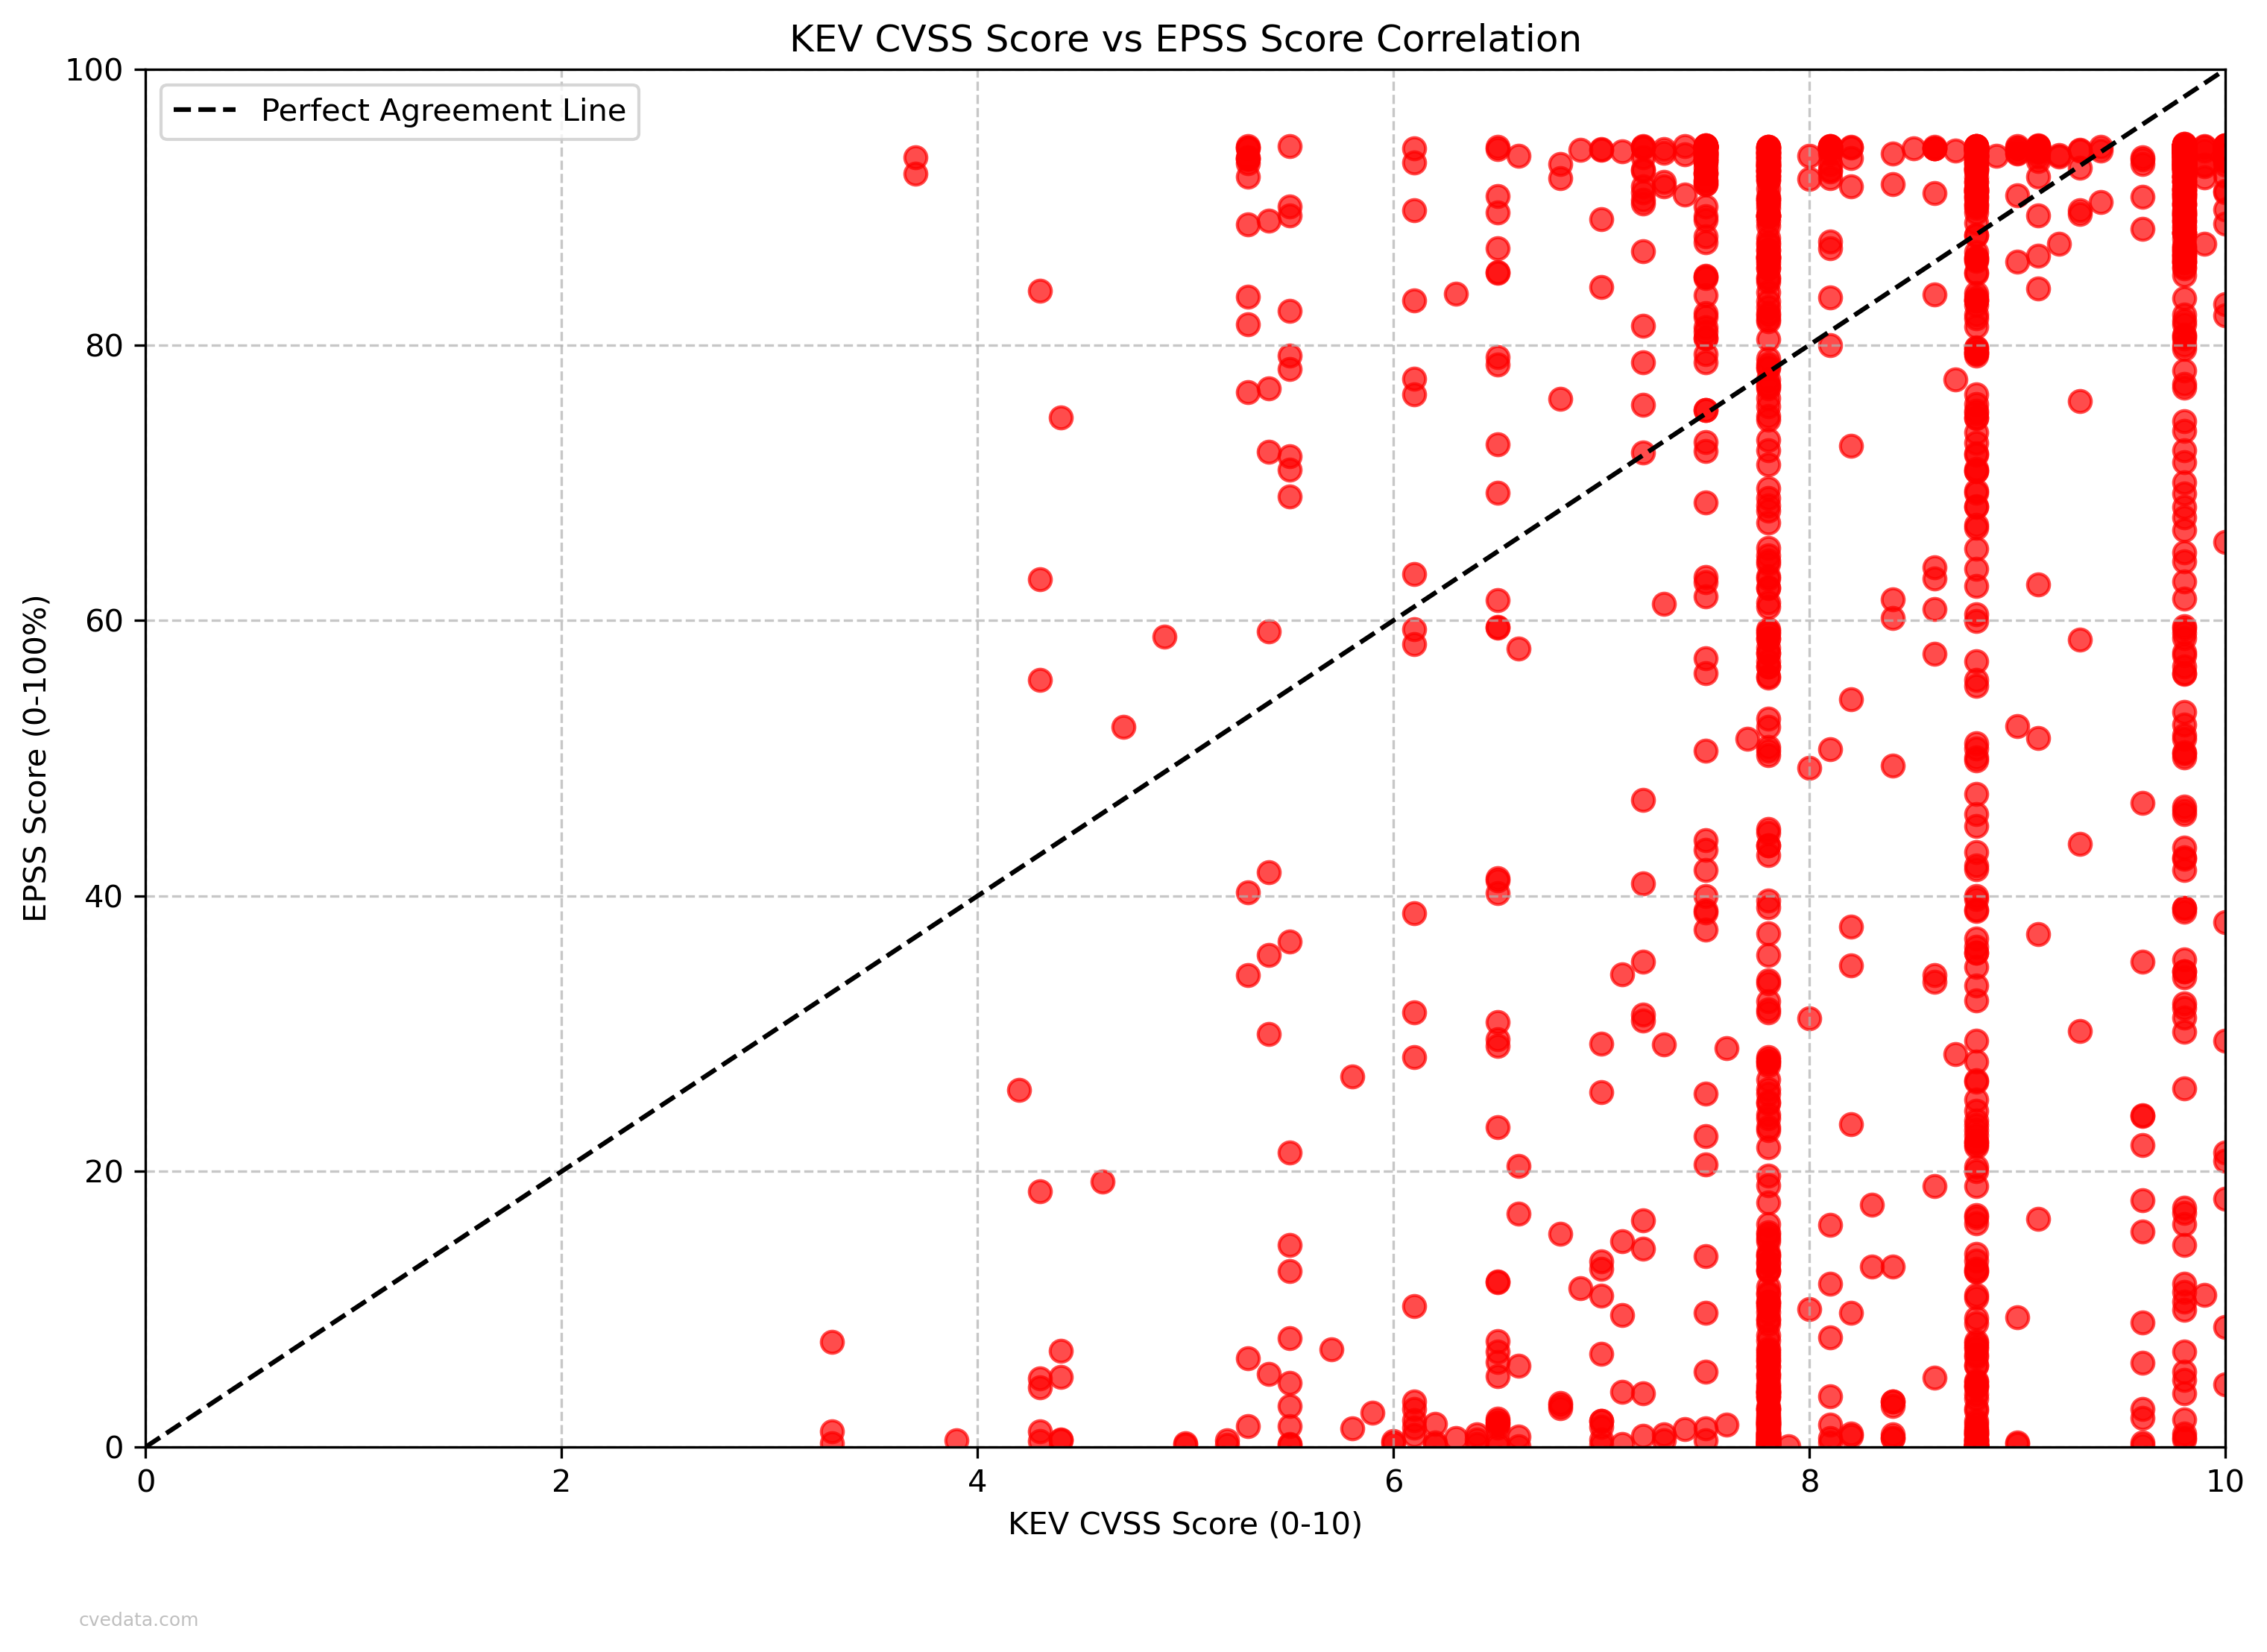 KEV CVSS Score vs EPSS Score Correlation
Perfect Agreement Line
EPSS Score (0-100%)
100
80
60
40
20
0
0 2 4 6 8 10
KEV CVSS Score (0-10)
cvedata.com